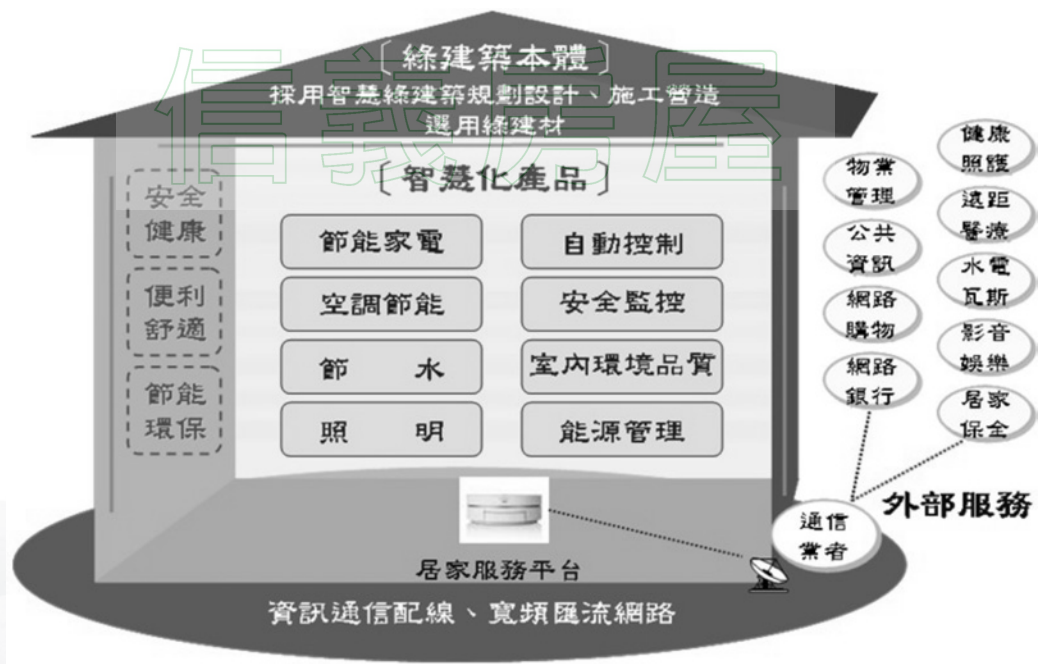 信義房屋
〔綠建築本體〕
採用智慧綠建築規劃設計、施工營造
選用綠建材
〔智慧化產品〕
安全
健康
便利
舒適
節能
環保
節能家電
自動控制
空調節能
安全監控
節 水
室內環境品質
照 明
能源管理
居家服務平台
資訊通信配線、寬頻匯流網路
物業
管理
公共
資訊
網路
購物
網路
銀行
健康
照護
遠距
醫療
水電
瓦斯
影音
娛樂
居家
保全
通信
業者
外部服務